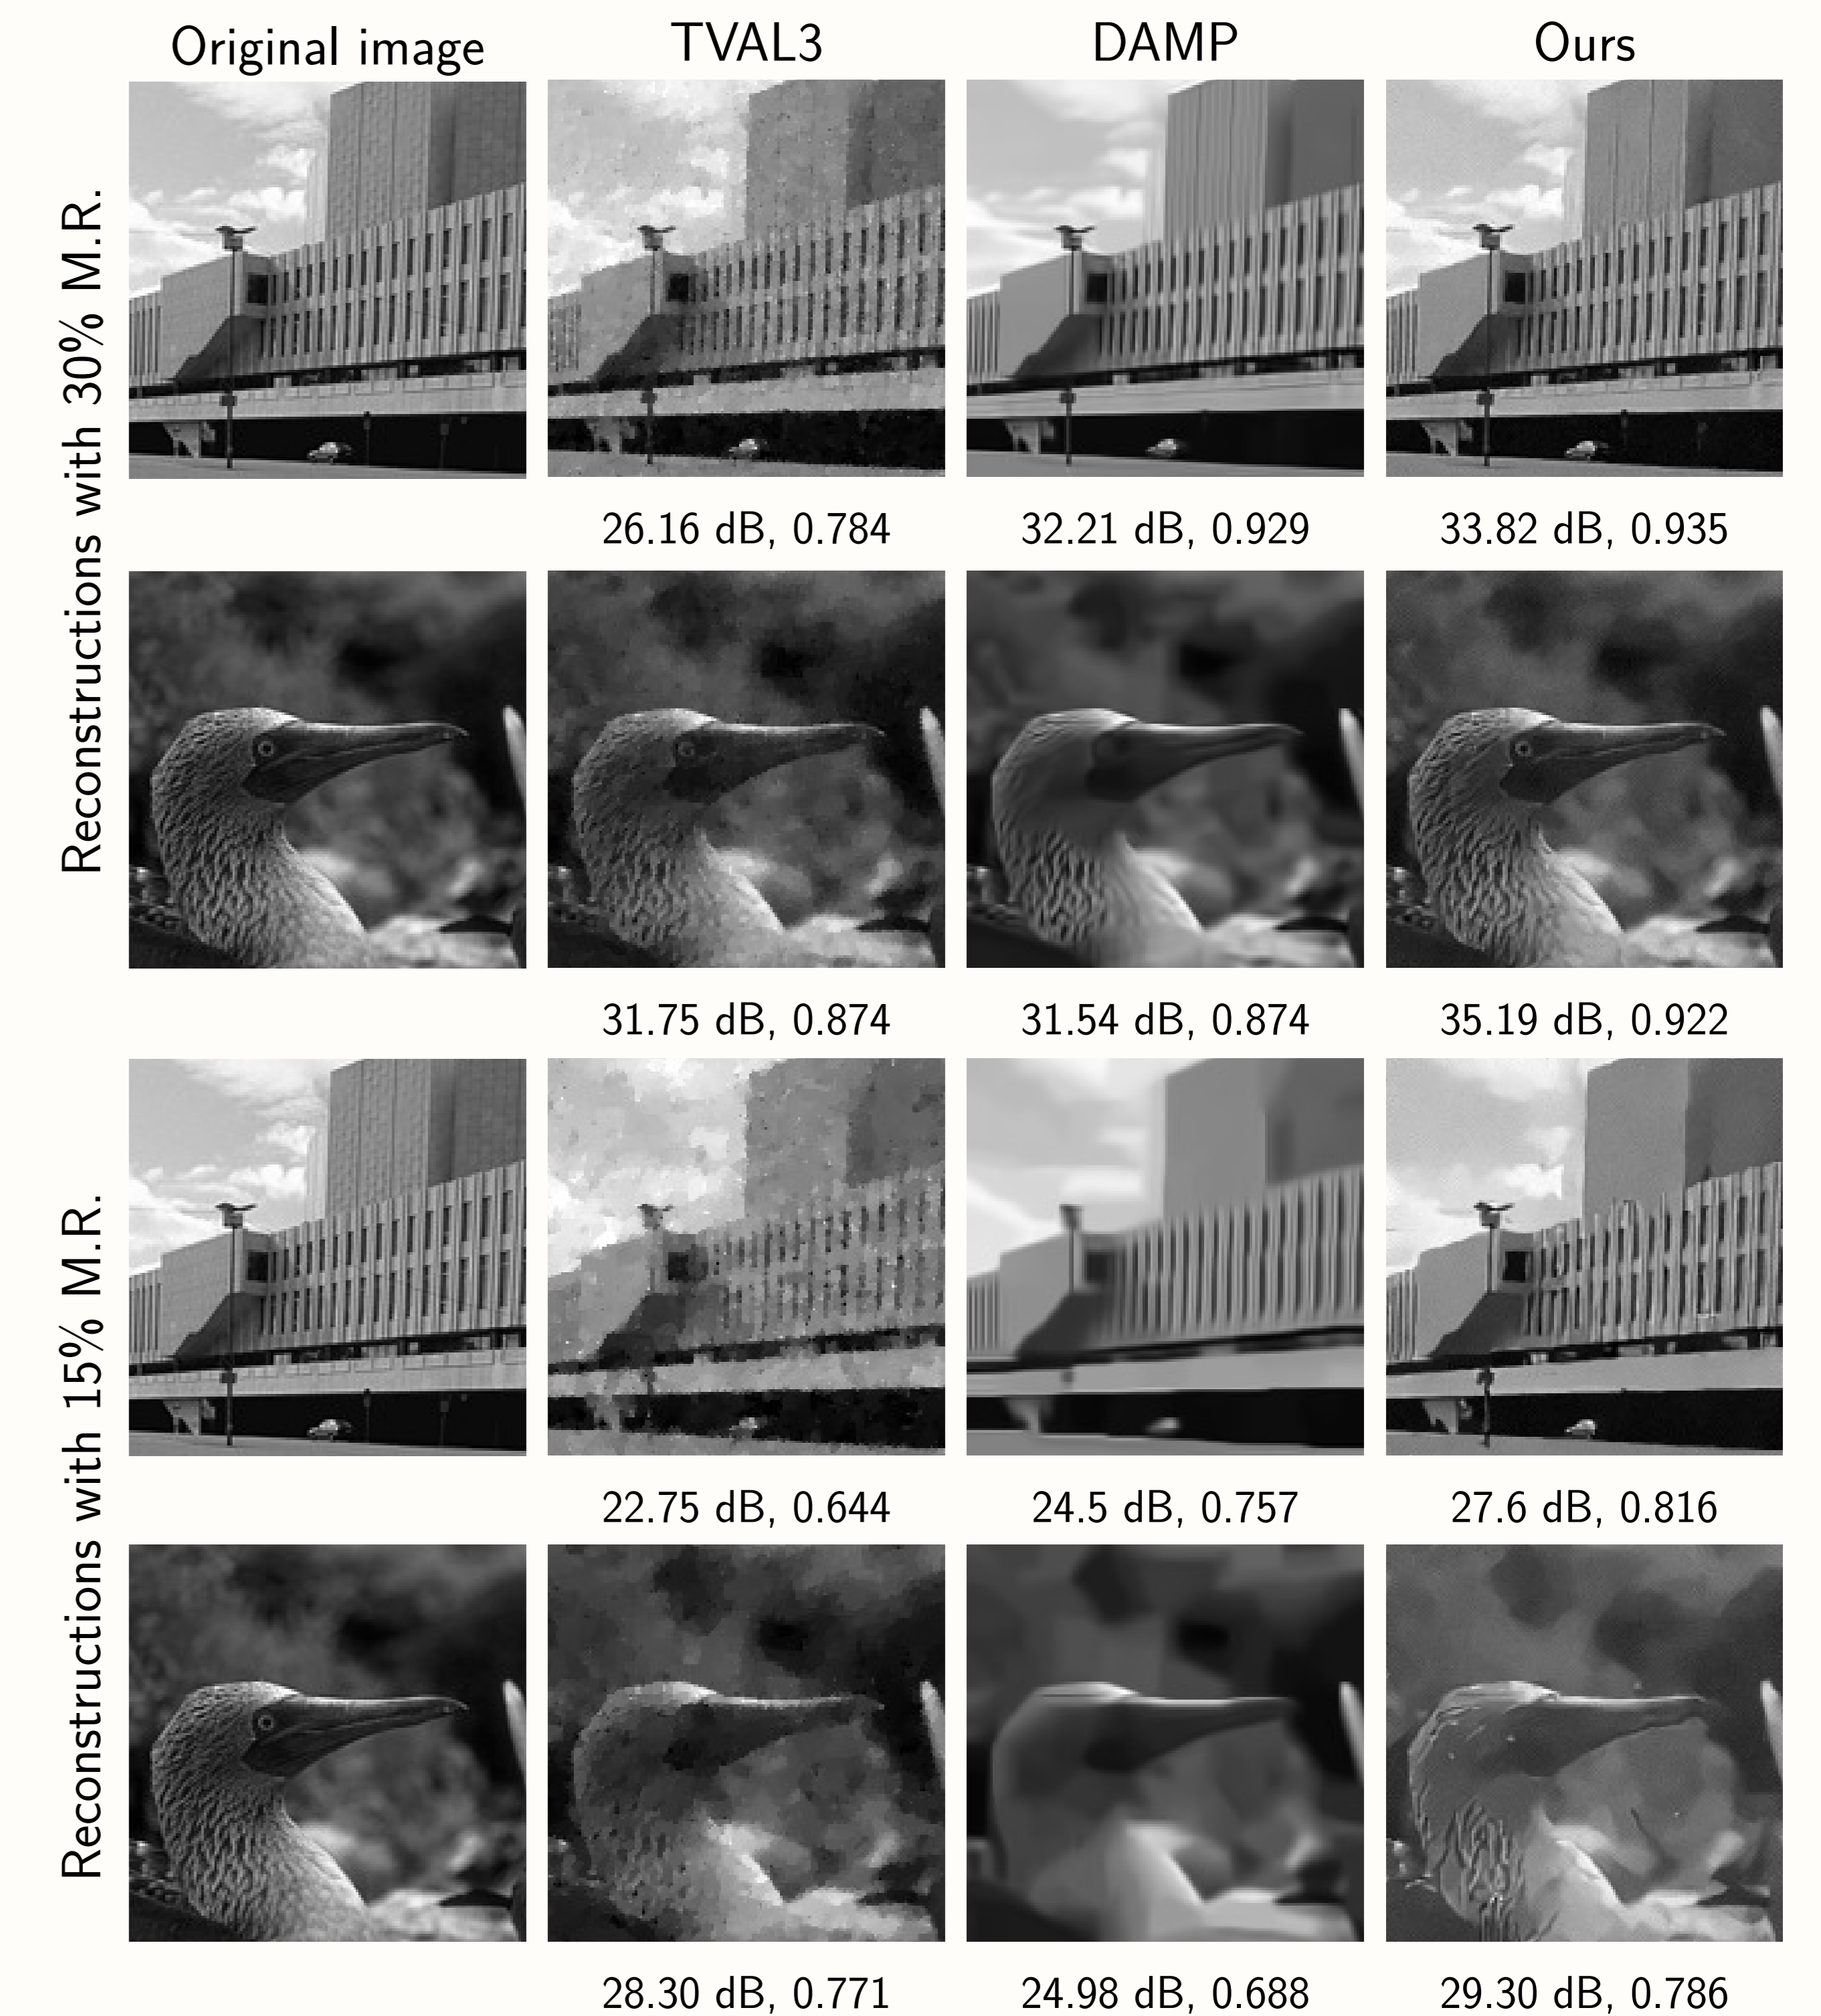 Original image
TVAL3
DAMP
Ours
Reconstructions with 30% M.R.
26.16 dB, 0.784
32.21 dB, 0.929
33.82 dB, 0.935
31.75 dB, 0.874
31.54 dB, 0.874
35.19 dB, 0.922
Reconstructions with 15% M.R.
22.75 dB, 0.644
24.5 dB, 0.757
27.6 dB, 0.816
28.30 dB, 0.771
24.98 dB, 0.688
29.30 dB, 0.786